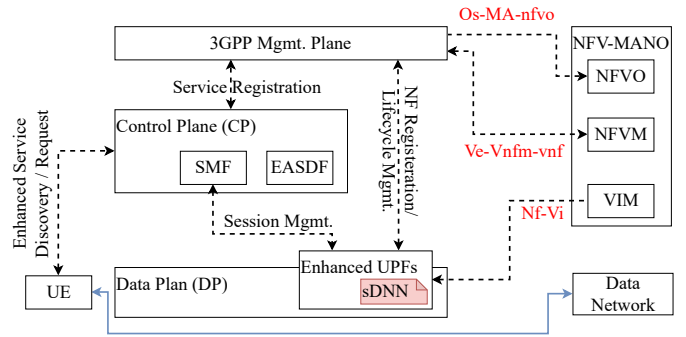 Os-MA-nfvo
3GPP Mgmt. Plane
NFV-MANO
NFVO
Service Registration
NF Registeration/
Lifecycle Mgmt.
Control Plane (CP)
SMF
EASDF
NFVM
Ve-Vnfm-vnf
Enhanced Service
Discovery / Request
VIM
Nf-Vi
Session Mgmt.
Enhanced UPFs
Data Plan (DP)
sDNN
UE
Data
Network